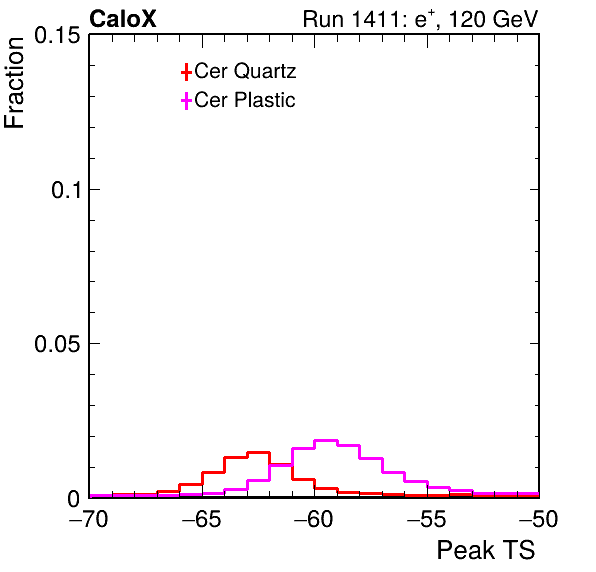 CaloX Run 1411: e⁺, 120 GeV
Fraction
Cer Quartz
Cer Plastic
0.15
0.1
0.05
0
−70 −65 −60 −55 −50
Peak TS